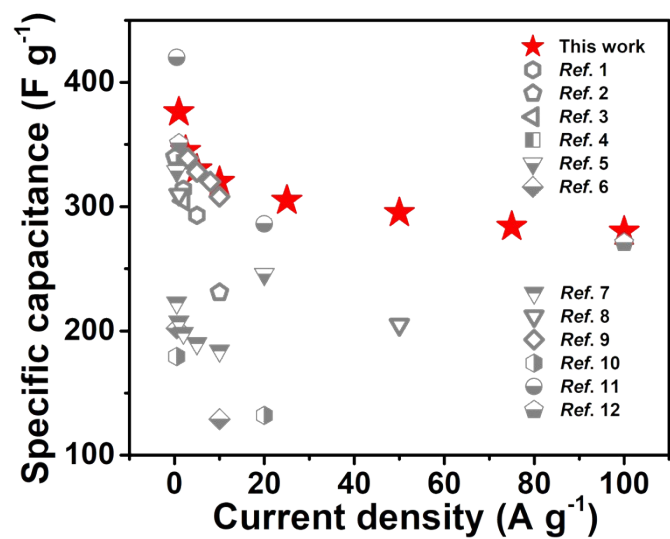 Specific capacitance (F g-1)
400
300
200
100
This work
Ref. 1
Ref. 2
Ref. 3
Ref. 4
Ref. 5
Ref. 6
Ref. 7
Ref. 8
Ref. 9
Ref. 10
Ref. 11
Ref. 12
0 20 40 60 80 100
Current density (A g-1)